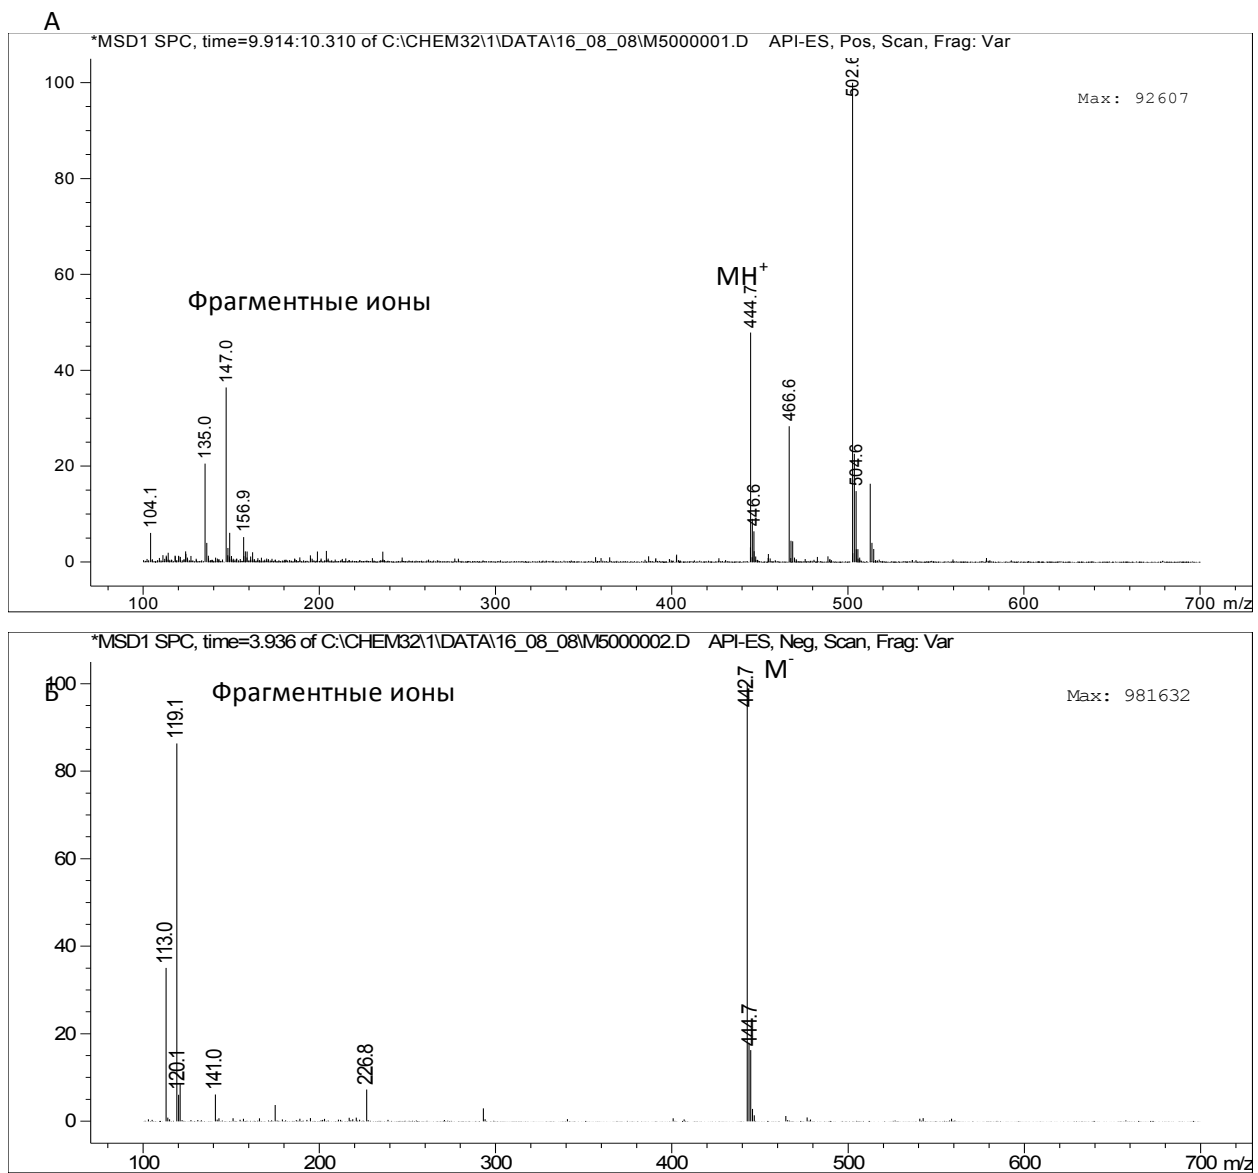 А
*MSD1 SPC, time=9.914:10.310 of C:\CHEM32\1\DATA\16_08_08\M5000001.D API-ES, Pos, Scan, Frag: Var
100
80
60
40
20
0
Max: 92607
Фрагментные ионы
MH+
104.1
135.0
147.0
156.9
444.7
446.6
466.6
502.6
504.6
100 200 300 400 500 600 700 m/z
*MSD1 SPC, time=3.936 of C:\CHEM32\1\DATA\16_08_08\M5000002.D API-ES, Neg, Scan, Frag: Var
Б
100
80
60
40
20
0
Фрагментные ионы
M-
Max: 981632
113.0
119.1
120.1
141.0
226.8
442.7
444.7
100 200 300 400 500 600 700 m/z